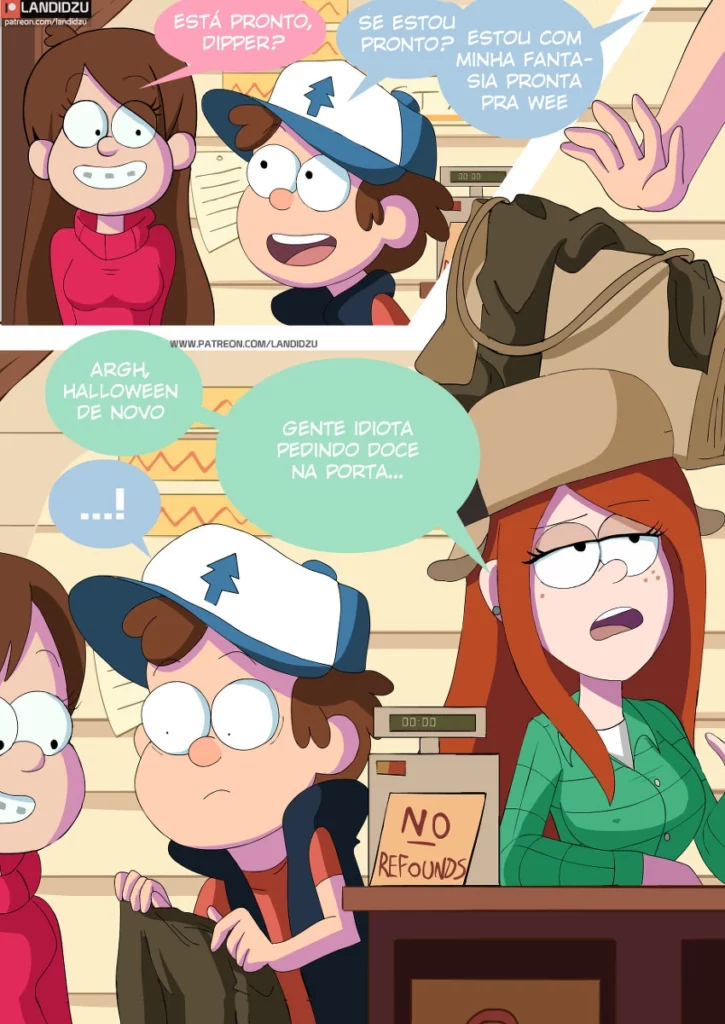 LANDIDZU
patreon.com/landidzu
ESTÁ PRONTO,
DIPPER?
SE ESTOU
PRONTO?
ESTOU COM
MINHA FANTA-
SIA PRONTA
PRA WEE
00:00
WWW.PATREON.COM/LANDIDZU
ARGH,
HALLOWEEN
DE NOVO
GENTE IDIOTA
PEDINDO DOCE
NA PORTA...
...!
00:00
NO
REFOUNDS